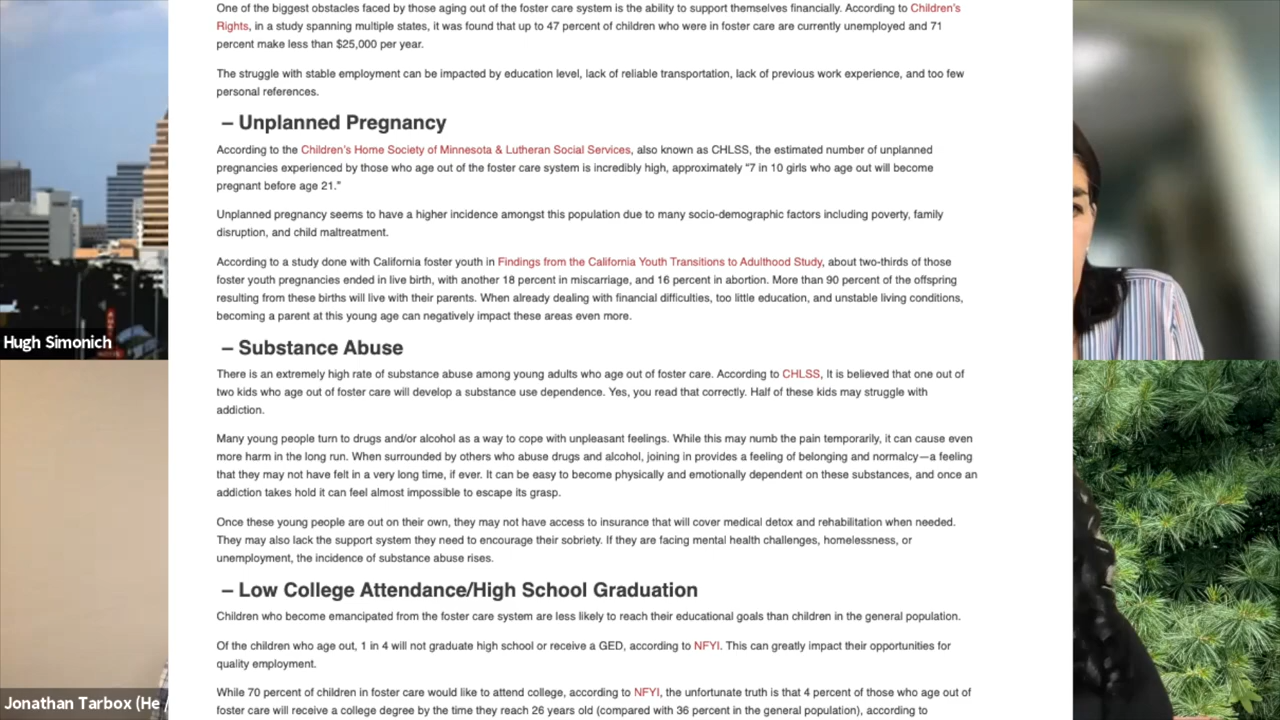 One of the biggest obstacles faced by those aging out of the foster care system is the ability to support themselves financially. According to Children's
Rights, in a study spanning multiple states, it was found that up to 47 percent of children who were in foster care are currently unemployed and 71
percent make less than $25,000 per year.
The struggle with stable employment can be impacted by education level, lack of reliable transportation, lack of previous work experience, and too few
personal references.
– Unplanned Pregnancy
According to the Children's Home Society of Minnesota & Lutheran Social Services, also known as CHLSS, the estimated number of unplanned
pregnancies experienced by those who age out of the foster care system is incredibly high, approximately "7 in 10 girls who age out will become
pregnant before age 21."
Unplanned pregnancy seems to have a higher incidence amongst this population due to many socio-demographic factors including poverty, family
disruption, and child maltreatment.
According to a study done with California foster youth in Findings from the California Youth Transitions to Adulthood Study, about two-thirds of those
foster youth pregnancies ended in live birth, with another 18 percent in miscarriage, and 16 percent in abortion. More than 90 percent of the offspring
resulting from these births will live with their parents. When already dealing with financial difficulties, too little education, and unstable living conditions,
becoming a parent at this young age can negatively impact these areas even more.
– Substance Abuse
There is an extremely high rate of substance abuse among young adults who age out of foster care. According to CHLSS, It is believed that one out of
two kids who age out of foster care will develop a substance use dependence. Yes, you read that correctly. Half of these kids may struggle with
addiction.
Many young people turn to drugs and/or alcohol as a way to cope with unpleasant feelings. While this may numb the pain temporarily, it can cause even
more harm in the long run. When surrounded by others who abuse drugs and alcohol, joining in provides a feeling of belonging and normalcy—a feeling
that they may not have felt in a very long time, if ever. It can be easy to become physically and emotionally dependent on these substances, and once an
addiction takes hold it can feel almost impossible to escape its grasp.
Once these young people are out on their own, they may not have access to insurance that will cover medical detox and rehabilitation when needed.
They may also lack the support system they need to encourage their sobriety. If they are facing mental health challenges, homelessness, or
unemployment, the incidence of substance abuse rises.
– Low College Attendance/High School Graduation
Children who become emancipated from the foster care system are less likely to reach their educational goals than children in the general population.
Of the children who age out, 1 in 4 will not graduate high school or receive a GED, according to NFYI. This can greatly impact their opportunities for
quality employment.
While 70 percent of children in foster care would like to attend college, according to NFYI, the unfortunate truth is that 4 percent of those who age out of
foster care will receive a college degree by the time they reach 26 years old (compared with 36 percent in the general population), according to
Hugh Simonich
Jonathan Tarbox (He /